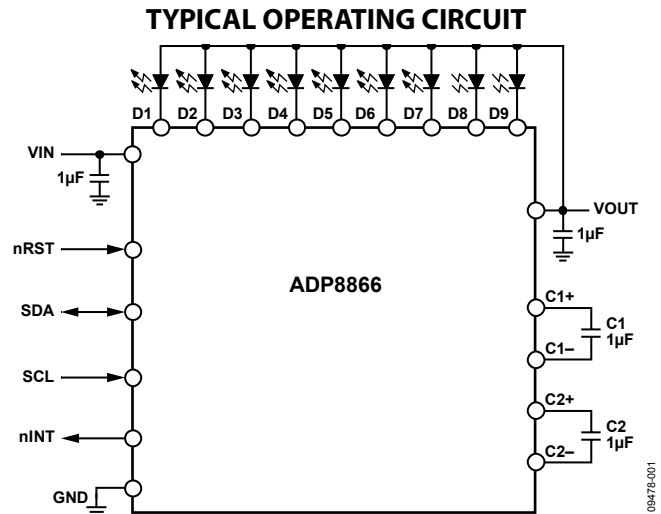 TYPICAL OPERATING CIRCUIT
D1 D2 D3 D4 D5 D6 D7 D8 D9
VIN
1µF
VOUT
1µF
nRST
ADP8866
SDA
C1+
C1
1µF
C1–
SCL
C2+
C2
1µF
nINT
C2–
GND
09478-001